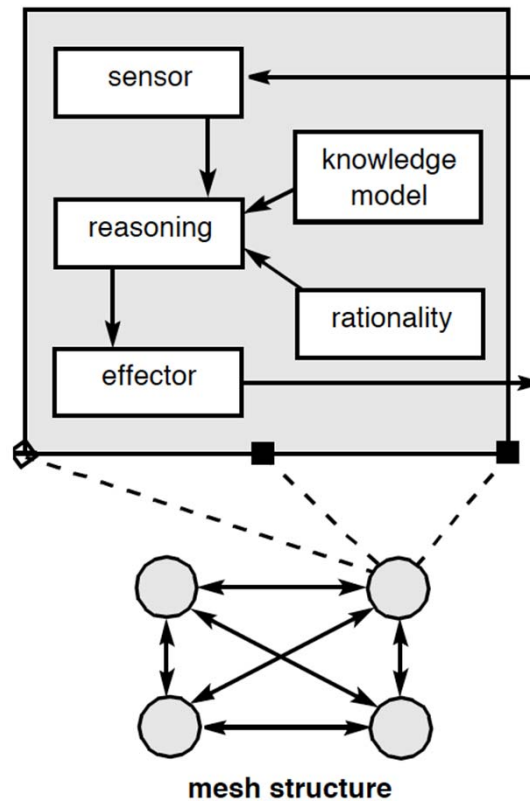 sensor
knowledge
model
reasoning
rationality
effector
mesh structure